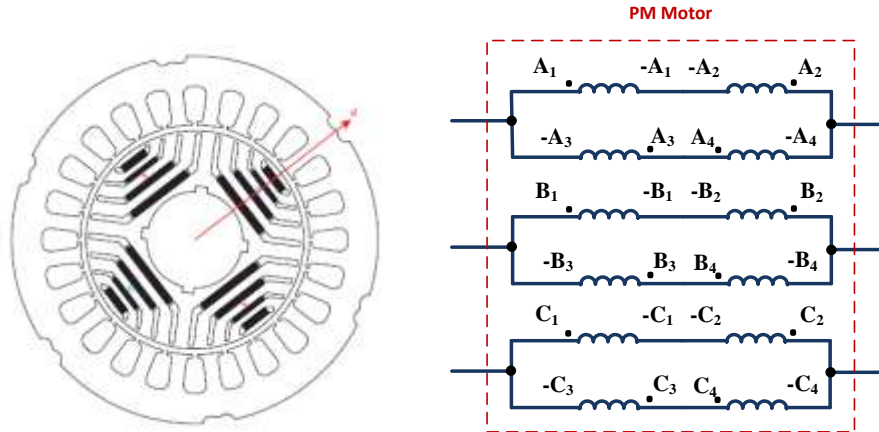 PM Motor
d
A1 -A1 -A2 A2
-A3 A3 A4 -A4
B1 -B1 -B2 B2
-B3 B3 B4 -B4
C1 -C1 -C2 C2
-C3 C3 C4 -C4